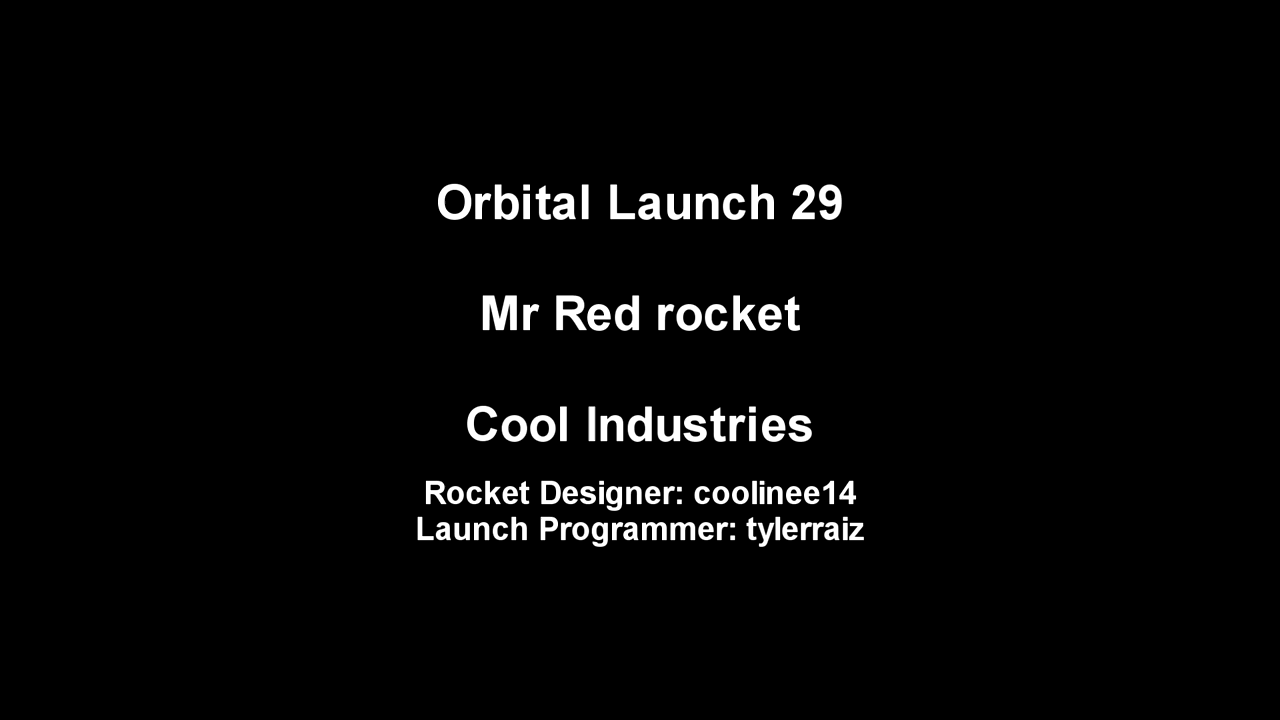 Orbital Launch 29
Mr Red rocket
Cool Industries
Rocket Designer: coolinee14
Launch Programmer: tylerraiz